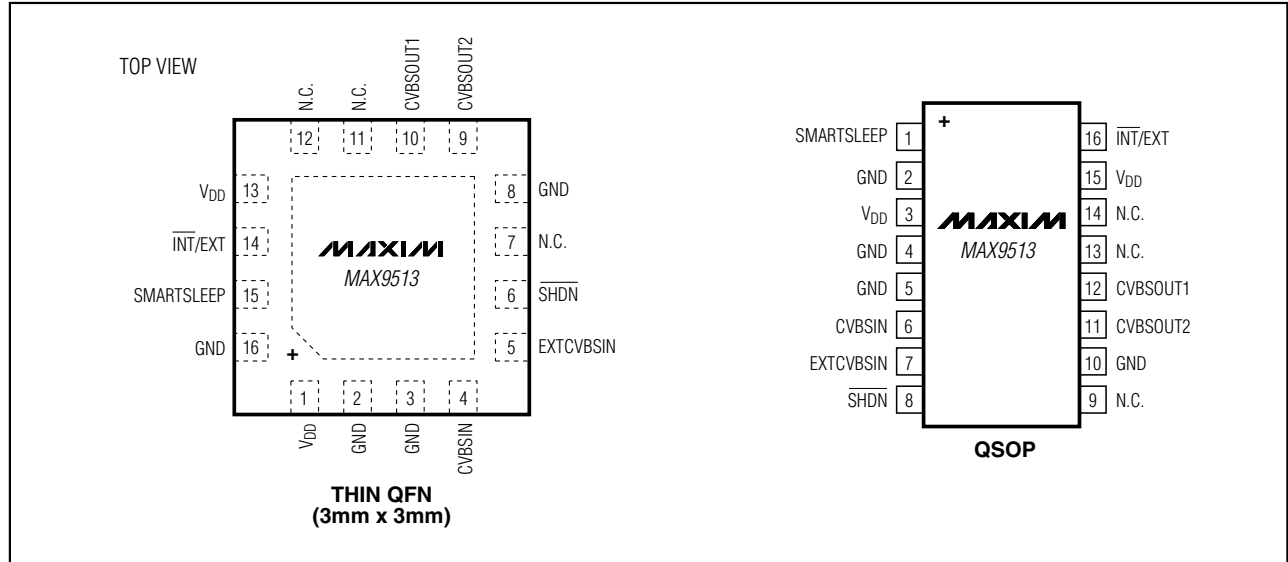 TOP VIEW
N.C.
N.C.
CVBSOUT1
CVBSOUT2
12
11
10
9
VDD 13
INT/EXT 14
SMARTSLEEP 15
GND 16
8 GND
7 N.C.
6 SHDN
5 EXTCVBSIN
MAXIM
MAX9513
+
1
2
3
4
VDD
GND
GND
CVBSIN
THIN QFN
(3mm x 3mm)
+
SMARTSLEEP 1
GND 2
VDD 3
GND 4
GND 5
CVBSIN 6
EXTCVBSIN 7
SHDN 8
MAXIM
MAX9513
16 INT/EXT
15 VDD
14 N.C.
13 N.C.
12 CVBSOUT1
11 CVBSOUT2
10 GND
9 N.C.
QSOP